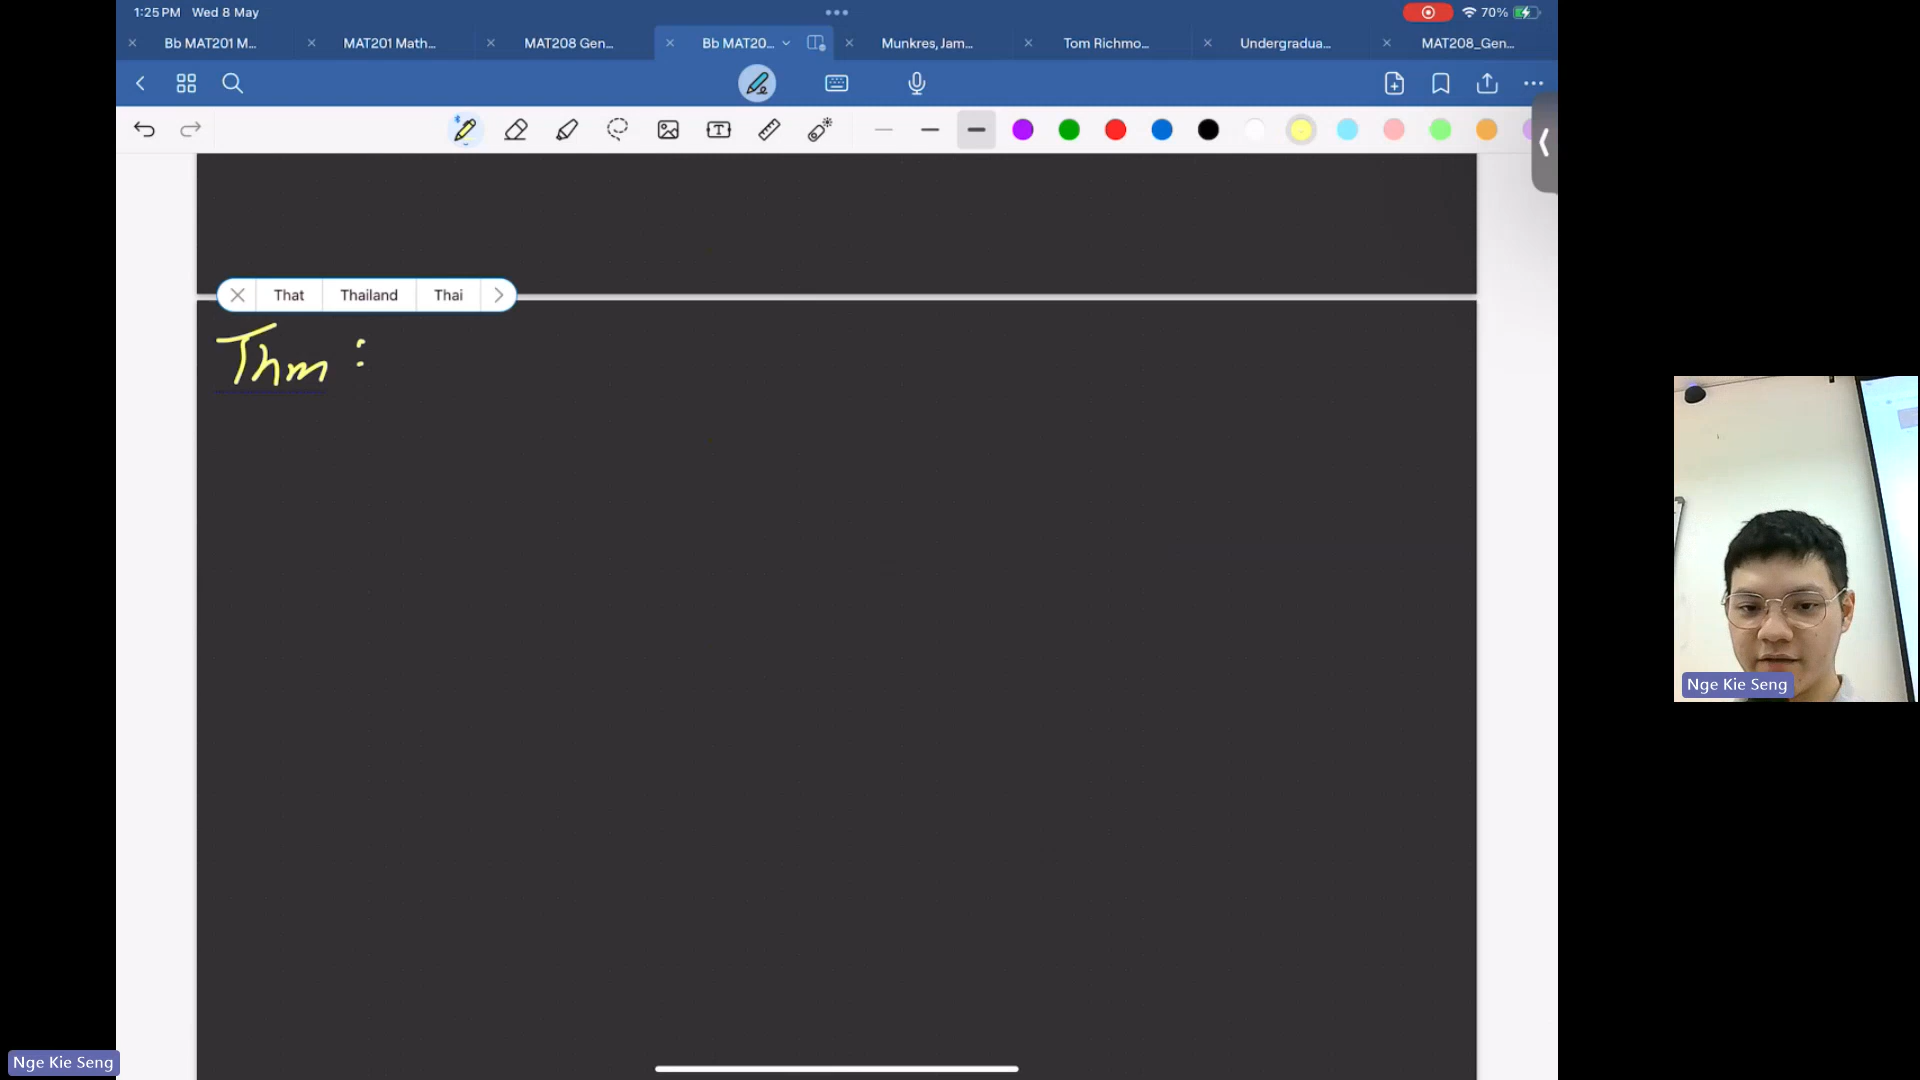 1:25 PM Wed 8 May
70%
Bb MAT201 M...
MAT201 Math...
MAT208 Gen...
Bb MAT20...
Munkres, Jam...
Tom Richmo...
Undergradua...
MAT208_Gen...
That
Thailand
Thai
Thm :
Nge Kie Seng
Nge Kie Seng